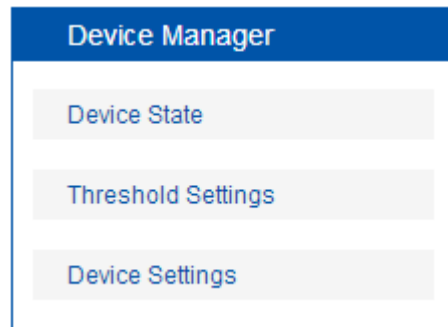 Device Manager
Device State
Threshold Settings
Device Settings